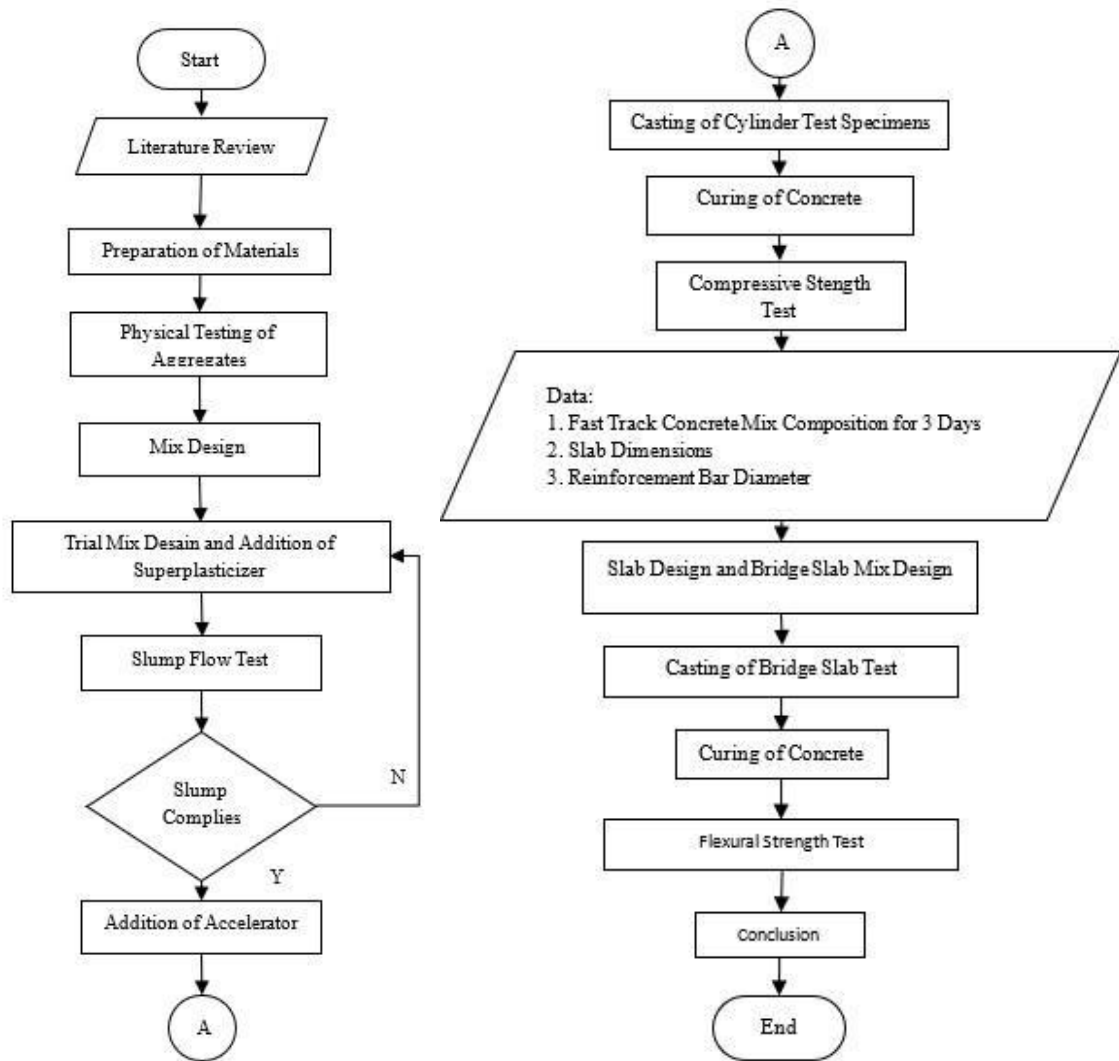 Start
Literature Review
Preparation of Materials
Physical Testing of
Aggregates
Mix Design
Trial Mix Desain and Addition of
Superplasticizer
Slump Flow Test
Slump
Complies
N
Y
Addition of Accelerator
A
A
Casting of Cylinder Test Specimens
Curing of Concrete
Compressive Stength
Test
Data:
1. Fast Track Concrete Mix Composition for 3 Days
2. Slab Dimensions
3. Reinforcement Bar Diameter
Slab Design and Bridge Slab Mix Design
Casting of Bridge Slab Test
Curing of Concrete
Flexural Strength Test
Conclusion
End